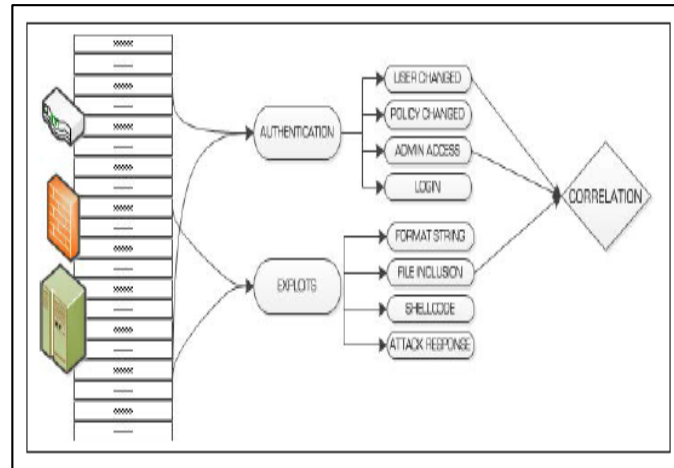 AUTHENTICATION
USER CHANGED
POLICY CHANGED
ADMIN ACCESS
LOGIN
EXPLOITS
FORMAT STRING
FILE INCLUSION
SHELLCODE
ATTACK RESPONSE
CORRELATION